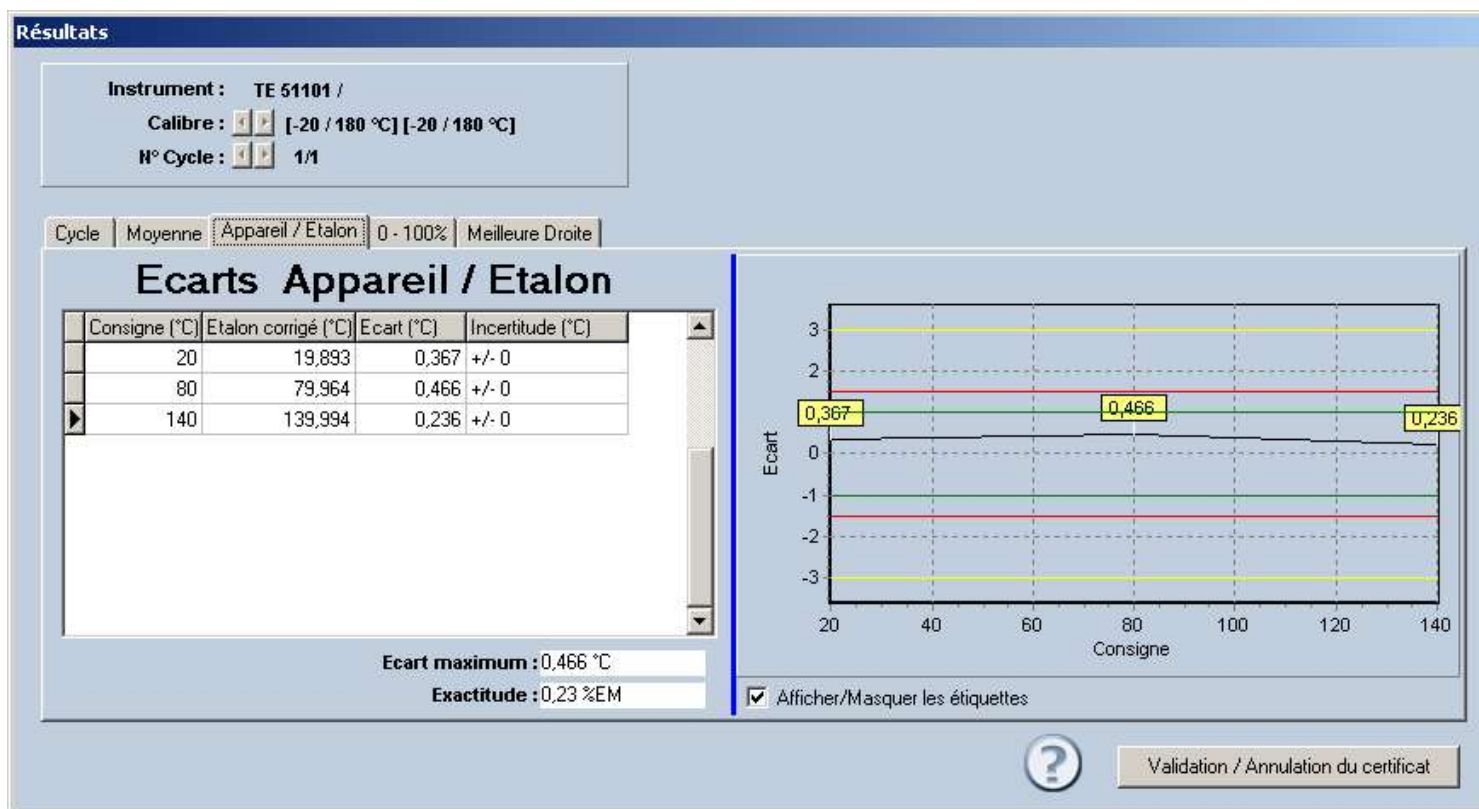 Résultats
Instrument : TE 51101 /
Calibre : [-20 / 180 °C] [-20 / 180 °C]
N° Cycle : 1/1
Cycle Moyenne Appareil / Etalon 0 - 100% Meilleure Droite
Ecarts Appareil / Etalon
Consigne (°C) Etalon corrigé (°C) Ecart (°C) Incertitude (°C)
20 19,893 0,367 +/- 0
80 79,964 0,466 +/- 0
140 139,994 0,236 +/- 0
Ecart maximum : 0,466 °C
Exactitude : 0,23 %EM
3
2
0,367 0,466 0,236
0
-1
-2
-3
Ecart
20 40 60 80 100 120 140
Consigne
Afficher/Masquer les étiquettes
?
Validation / Annulation du certificat